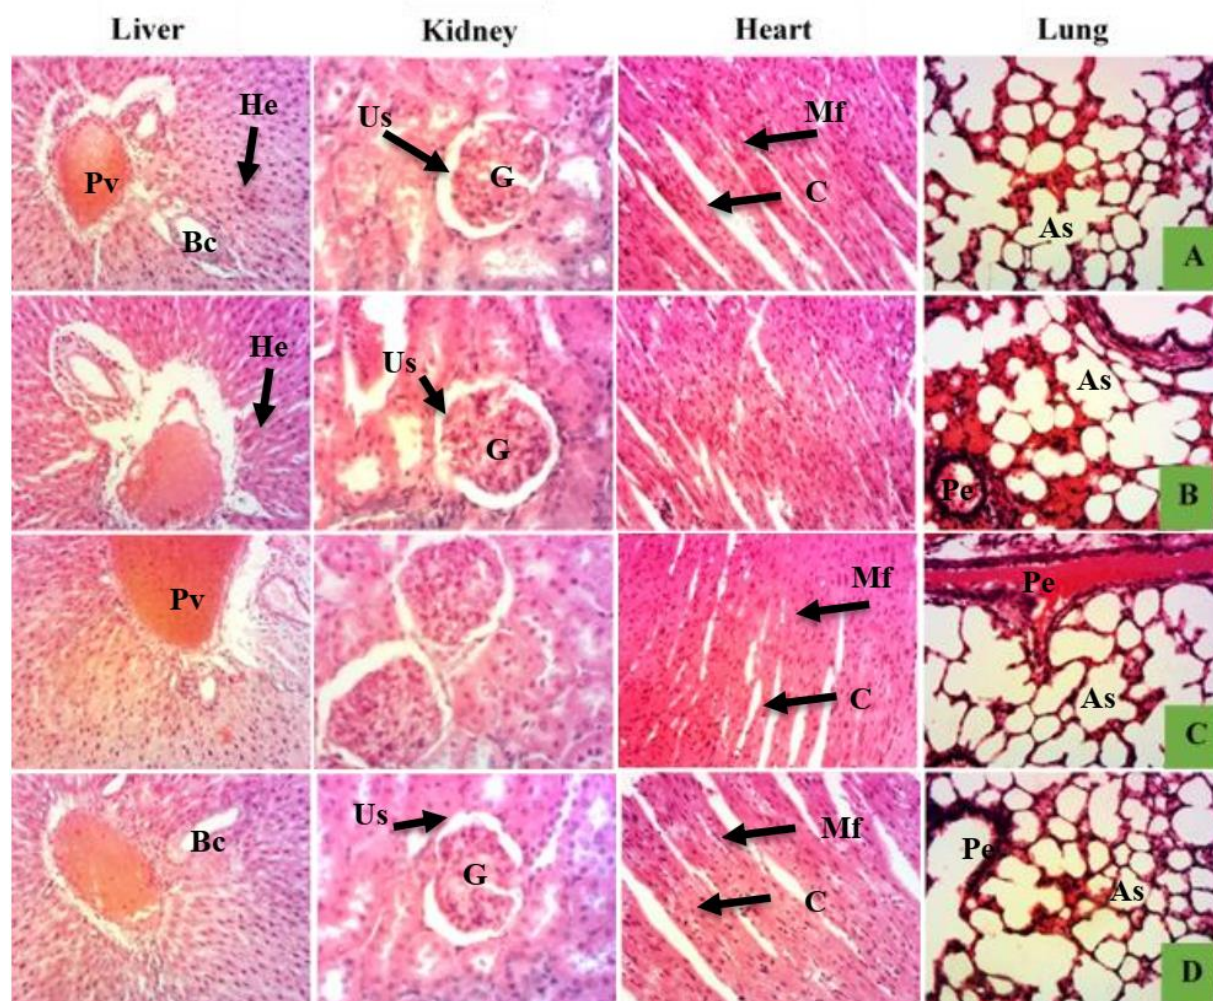 Liver Kidney Heart Lung
He Us Mf
Pv G C
Bc As A
He Us As
G Pe B
Pv Mf Pe
C As C
Bc Us Mf Pe
G C As D